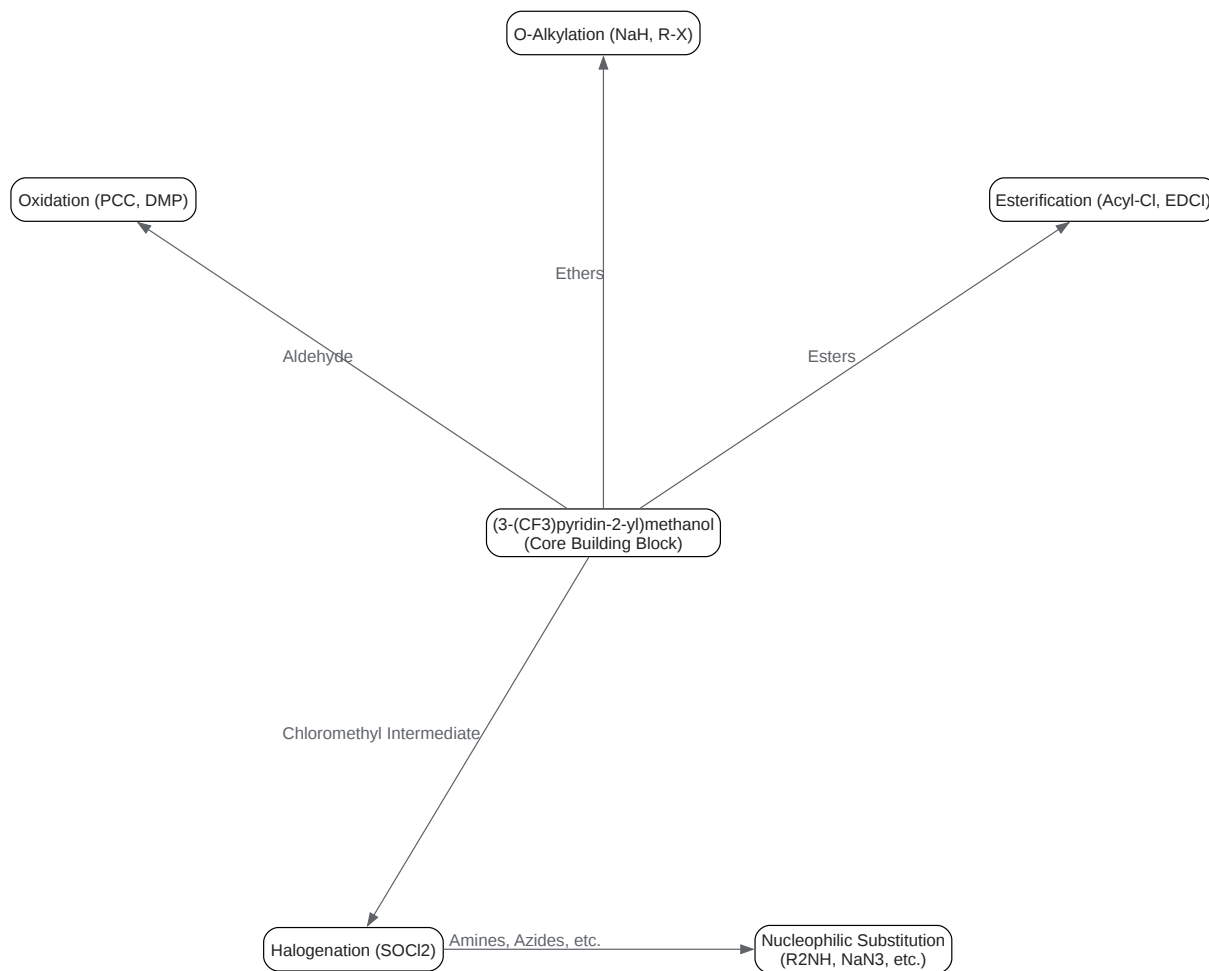 O-Alkylation (NaH, R-X)
Oxidation (PCC, DMP)
Esterification (Acyl-Cl, EDCI)
Ethers
Aldehyde
Esters
(3-(CF3)pyridin-2-yl)methanol
(Core Building Block)
Chloromethyl Intermediate
Halogenation (SOCl2)
Amines, Azides, etc.
Nucleophilic Substitution
(R2NH, NaN3, etc.)